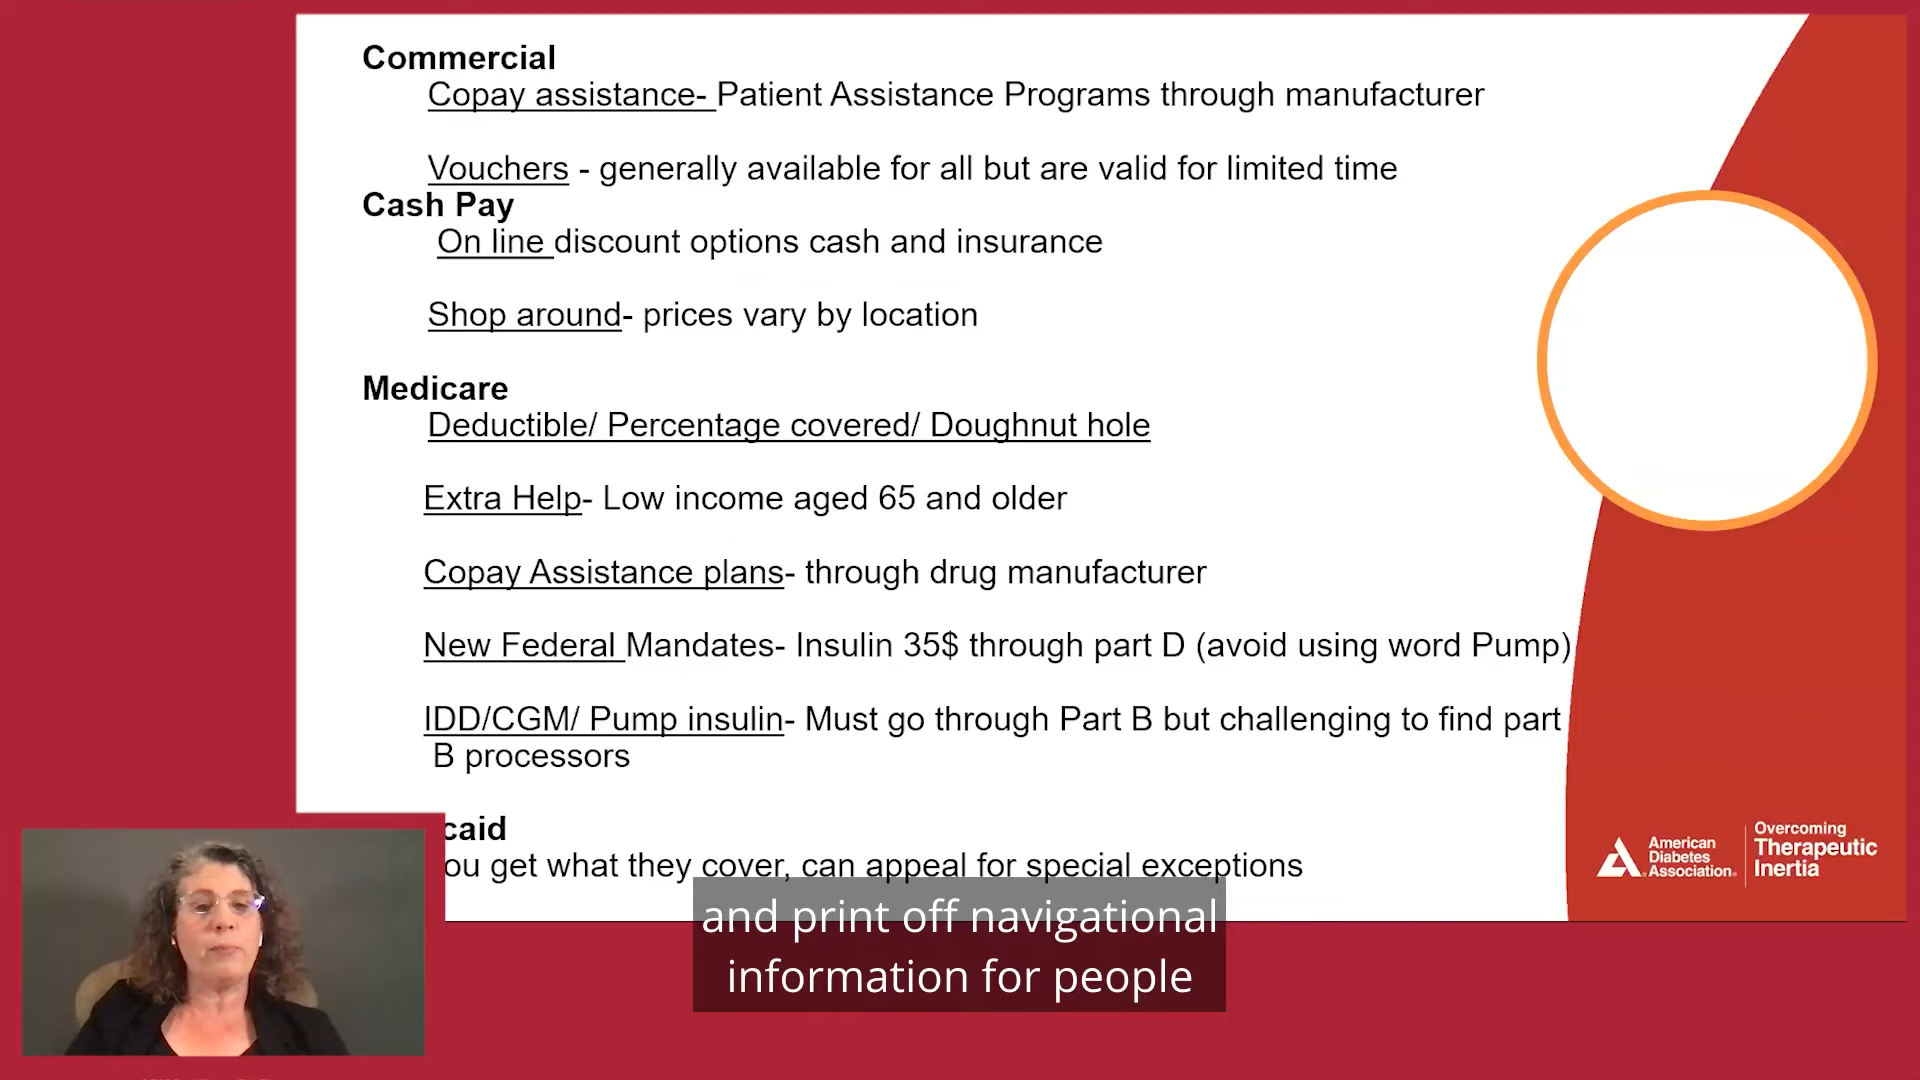 Commercial
Copay assistance- Patient Assistance Programs through manufacturer
Vouchers - generally available for all but are valid for limited time
Cash Pay
On line discount options cash and insurance
Shop around- prices vary by location
Medicare
Deductible/ Percentage covered/ Doughnut hole
Extra Help- Low income aged 65 and older
Copay Assistance plans- through drug manufacturer
New Federal Mandates- Insulin 35$ through part D (avoid using word Pump)
IDD/CGM/ Pump insulin- Must go through Part B but challenging to find part
B processors
caid
ou get what they cover, can appeal for special exceptions
American
Diabetes
Association.
Overcoming
Therapeutic
Inertia
and print off navigational
information for people